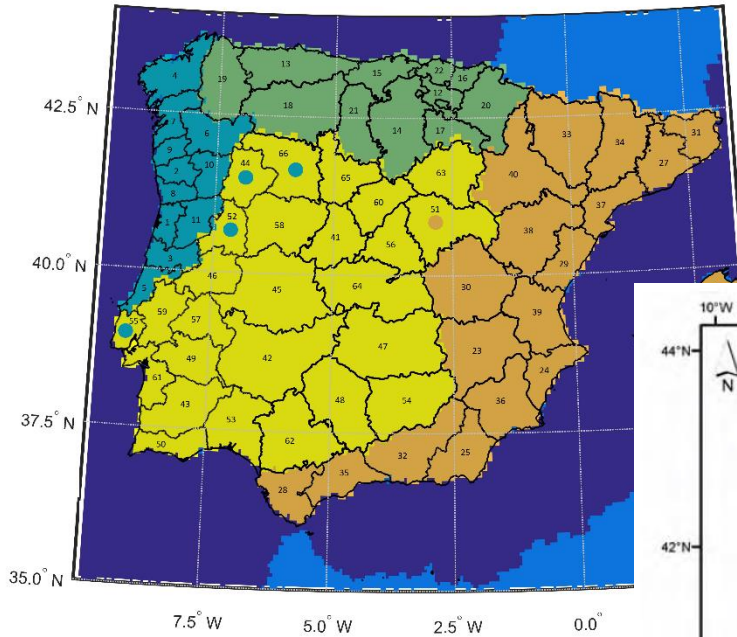 22
13 15 16
4 19 12
42.5° N 18 21 20
7 6 14 17 33 34 31
9 44 66 27
2 10 65 63 40
8 60 51 37
1 11 52 58 41 56 38
3 29
40.0° N 46
5 45 64 30
59 57 39
55 10°W
49 42 47 23 44°N
61 24
43 48 54 36 N
37.5° N 53
50 62
35 32 25
28
42°N
35.0° N
7.5° W 5.0° W 2.5° W 0.0°